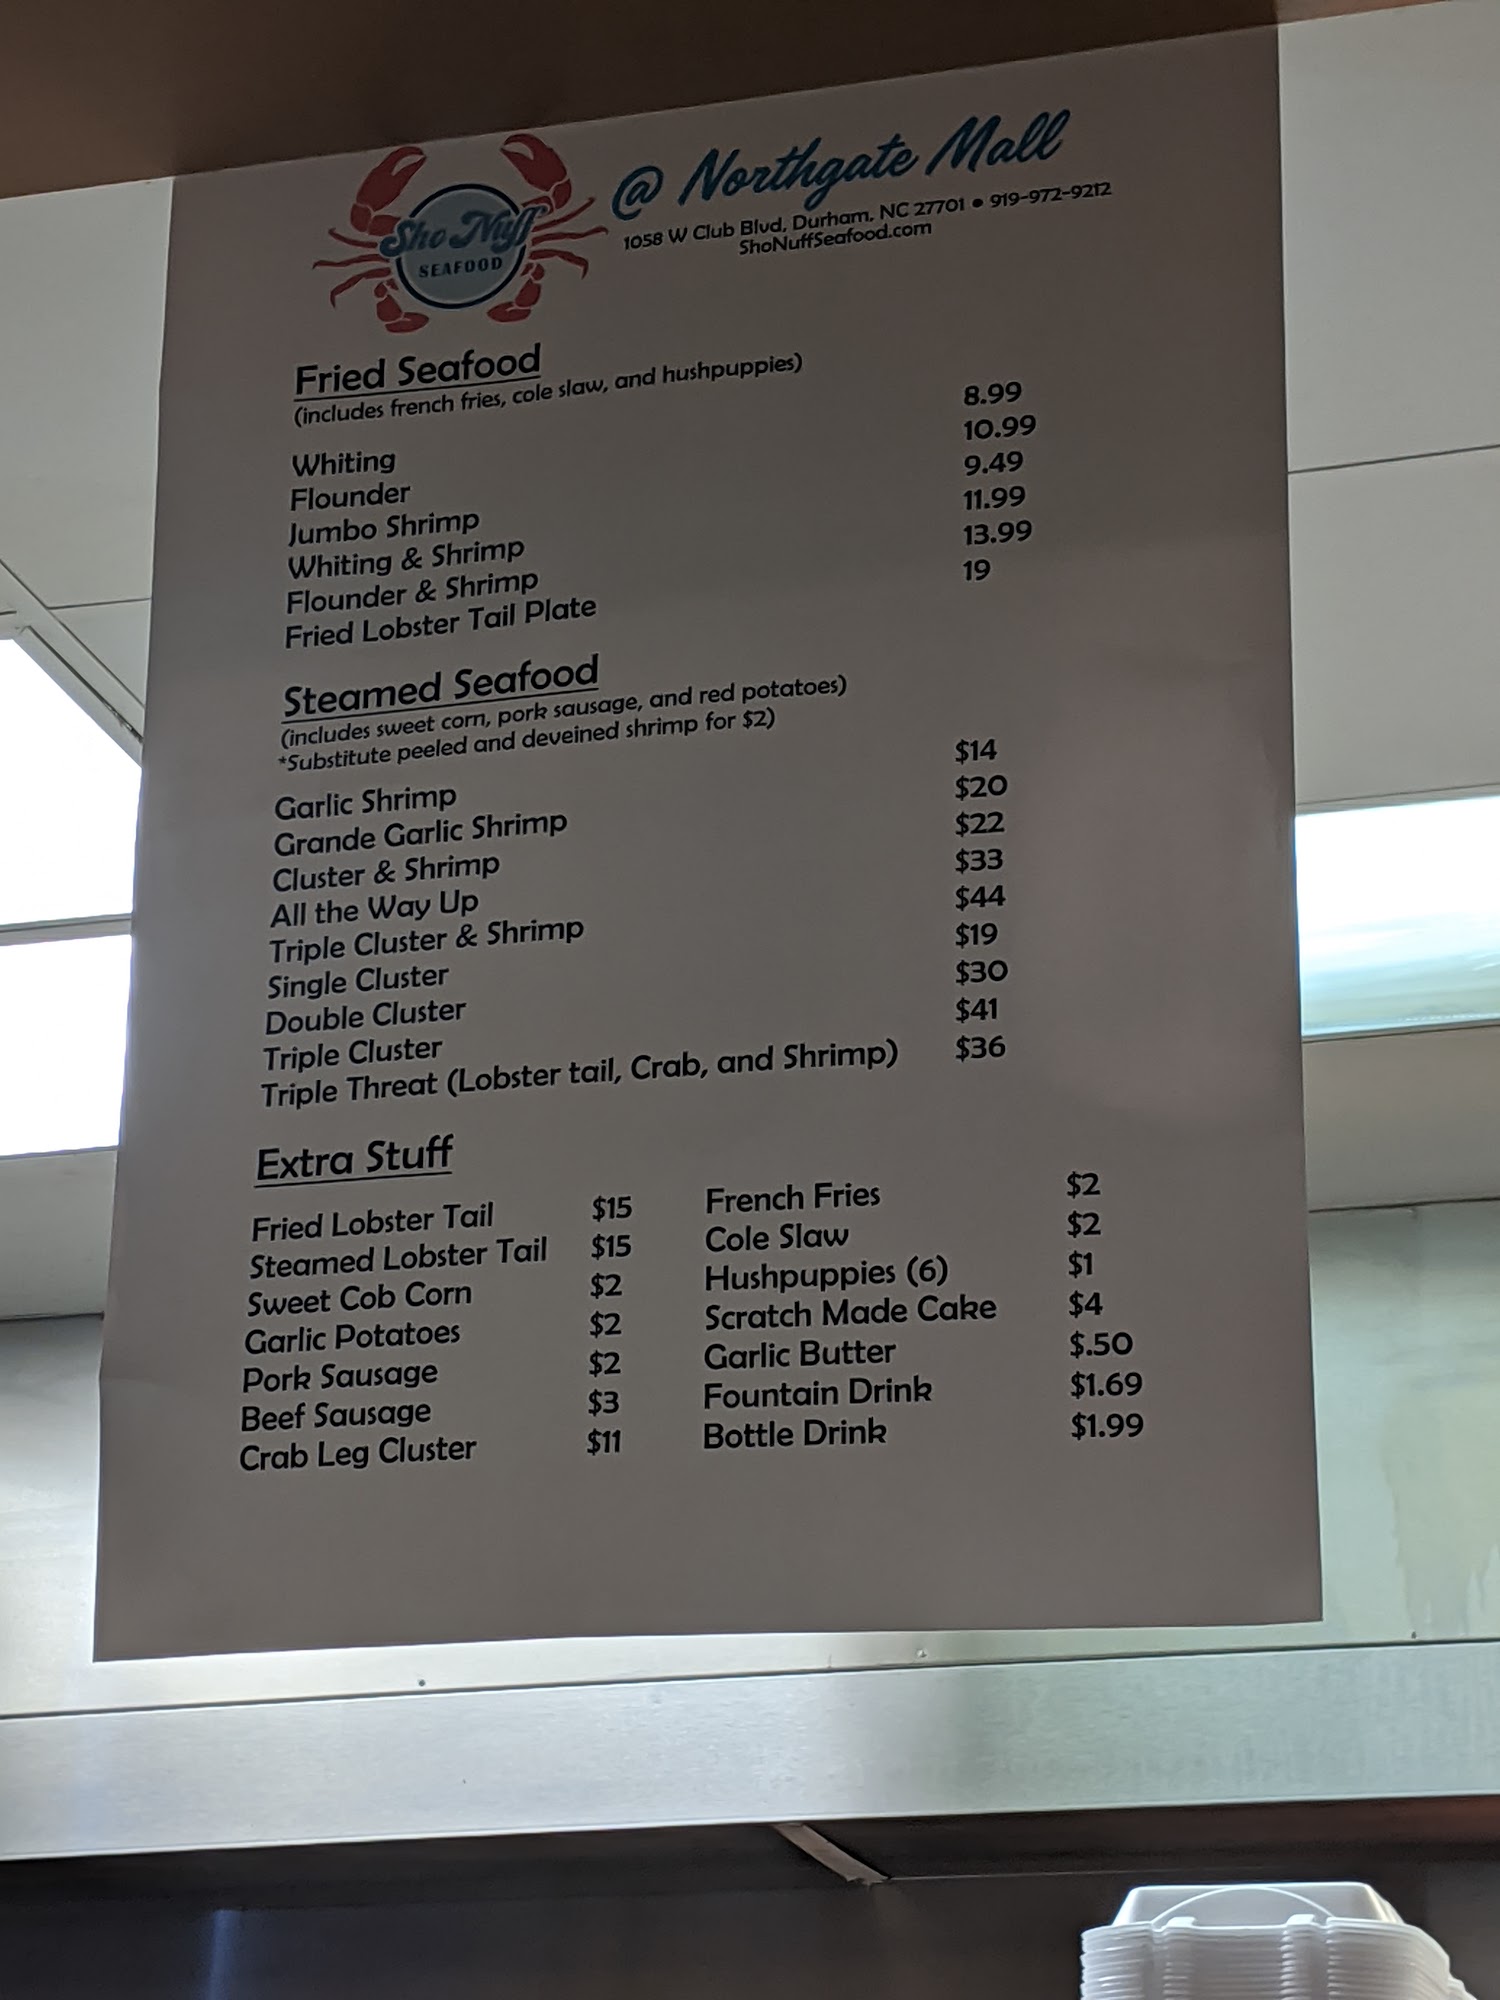 Sho Nuff
SEAFOOD
@ Northgate Mall
1058 W Club Blvd, Durham, NC 27701 • 919-972-9212
ShoNuffSeafood.com
Fried Seafood
(includes french fries, cole slaw, and hushpuppies)
Whiting 8.99
Flounder 10.99
Jumbo Shrimp 9.49
Whiting & Shrimp 11.99
Flounder & Shrimp 13.99
Fried Lobster Tail Plate 19
Steamed Seafood
(includes sweet corn, pork sausage, and red potatoes)
*Substitute peeled and deveined shrimp for $2)
Garlic Shrimp $14
Grande Garlic Shrimp $20
Cluster & Shrimp $22
All the Way Up $33
Triple Cluster & Shrimp $44
Single Cluster $19
Double Cluster $30
Triple Cluster $41
Triple Threat (Lobster tail, Crab, and Shrimp) $36
Extra Stuff
Fried Lobster Tail $15 French Fries $2
Steamed Lobster Tail $15 Cole Slaw $2
Sweet Cob Corn $2 Hushpuppies (6) $1
Garlic Potatoes $2 Scratch Made Cake $4
Pork Sausage $2 Garlic Butter $.50
Beef Sausage $3 Fountain Drink $1.69
Crab Leg Cluster $11 Bottle Drink $1.99